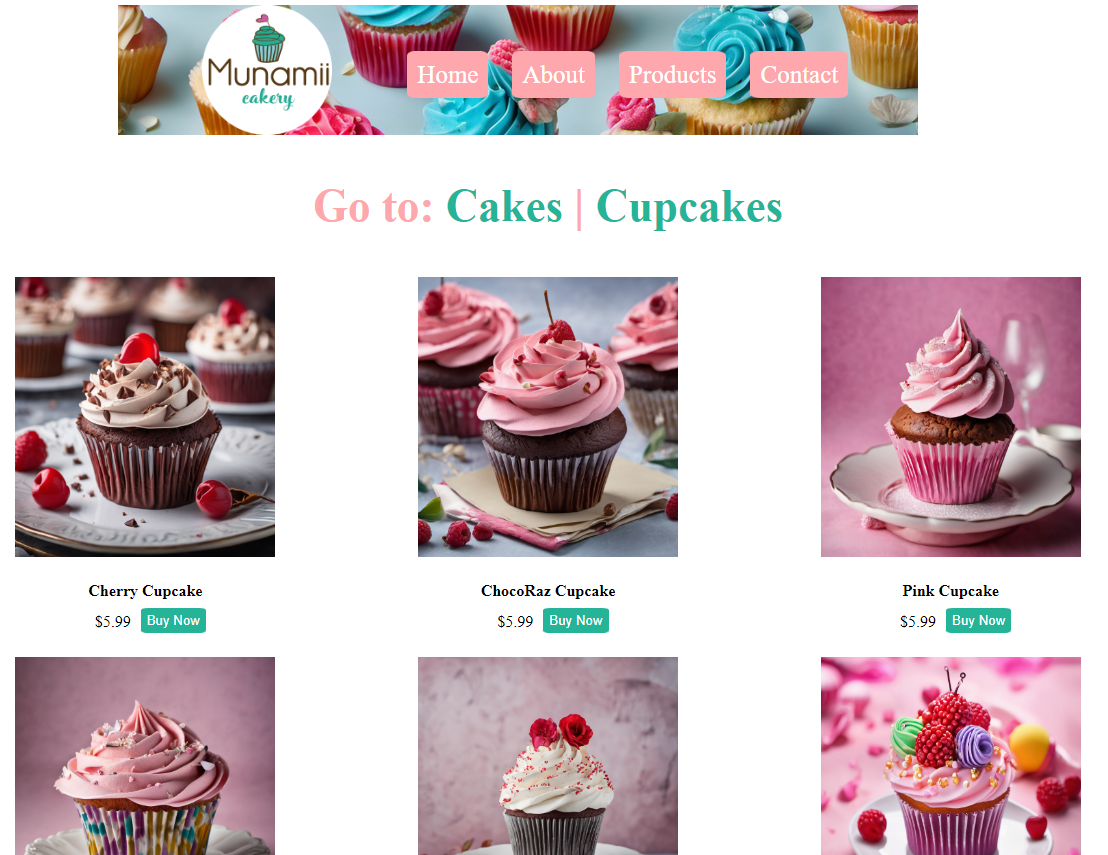 Munamii
cakery
Home About Products Contact
Go to: Cakes | Cupcakes
Cherry Cupcake
$5.99 Buy Now
ChocoRaz Cupcake
$5.99 Buy Now
Pink Cupcake
$5.99 Buy Now